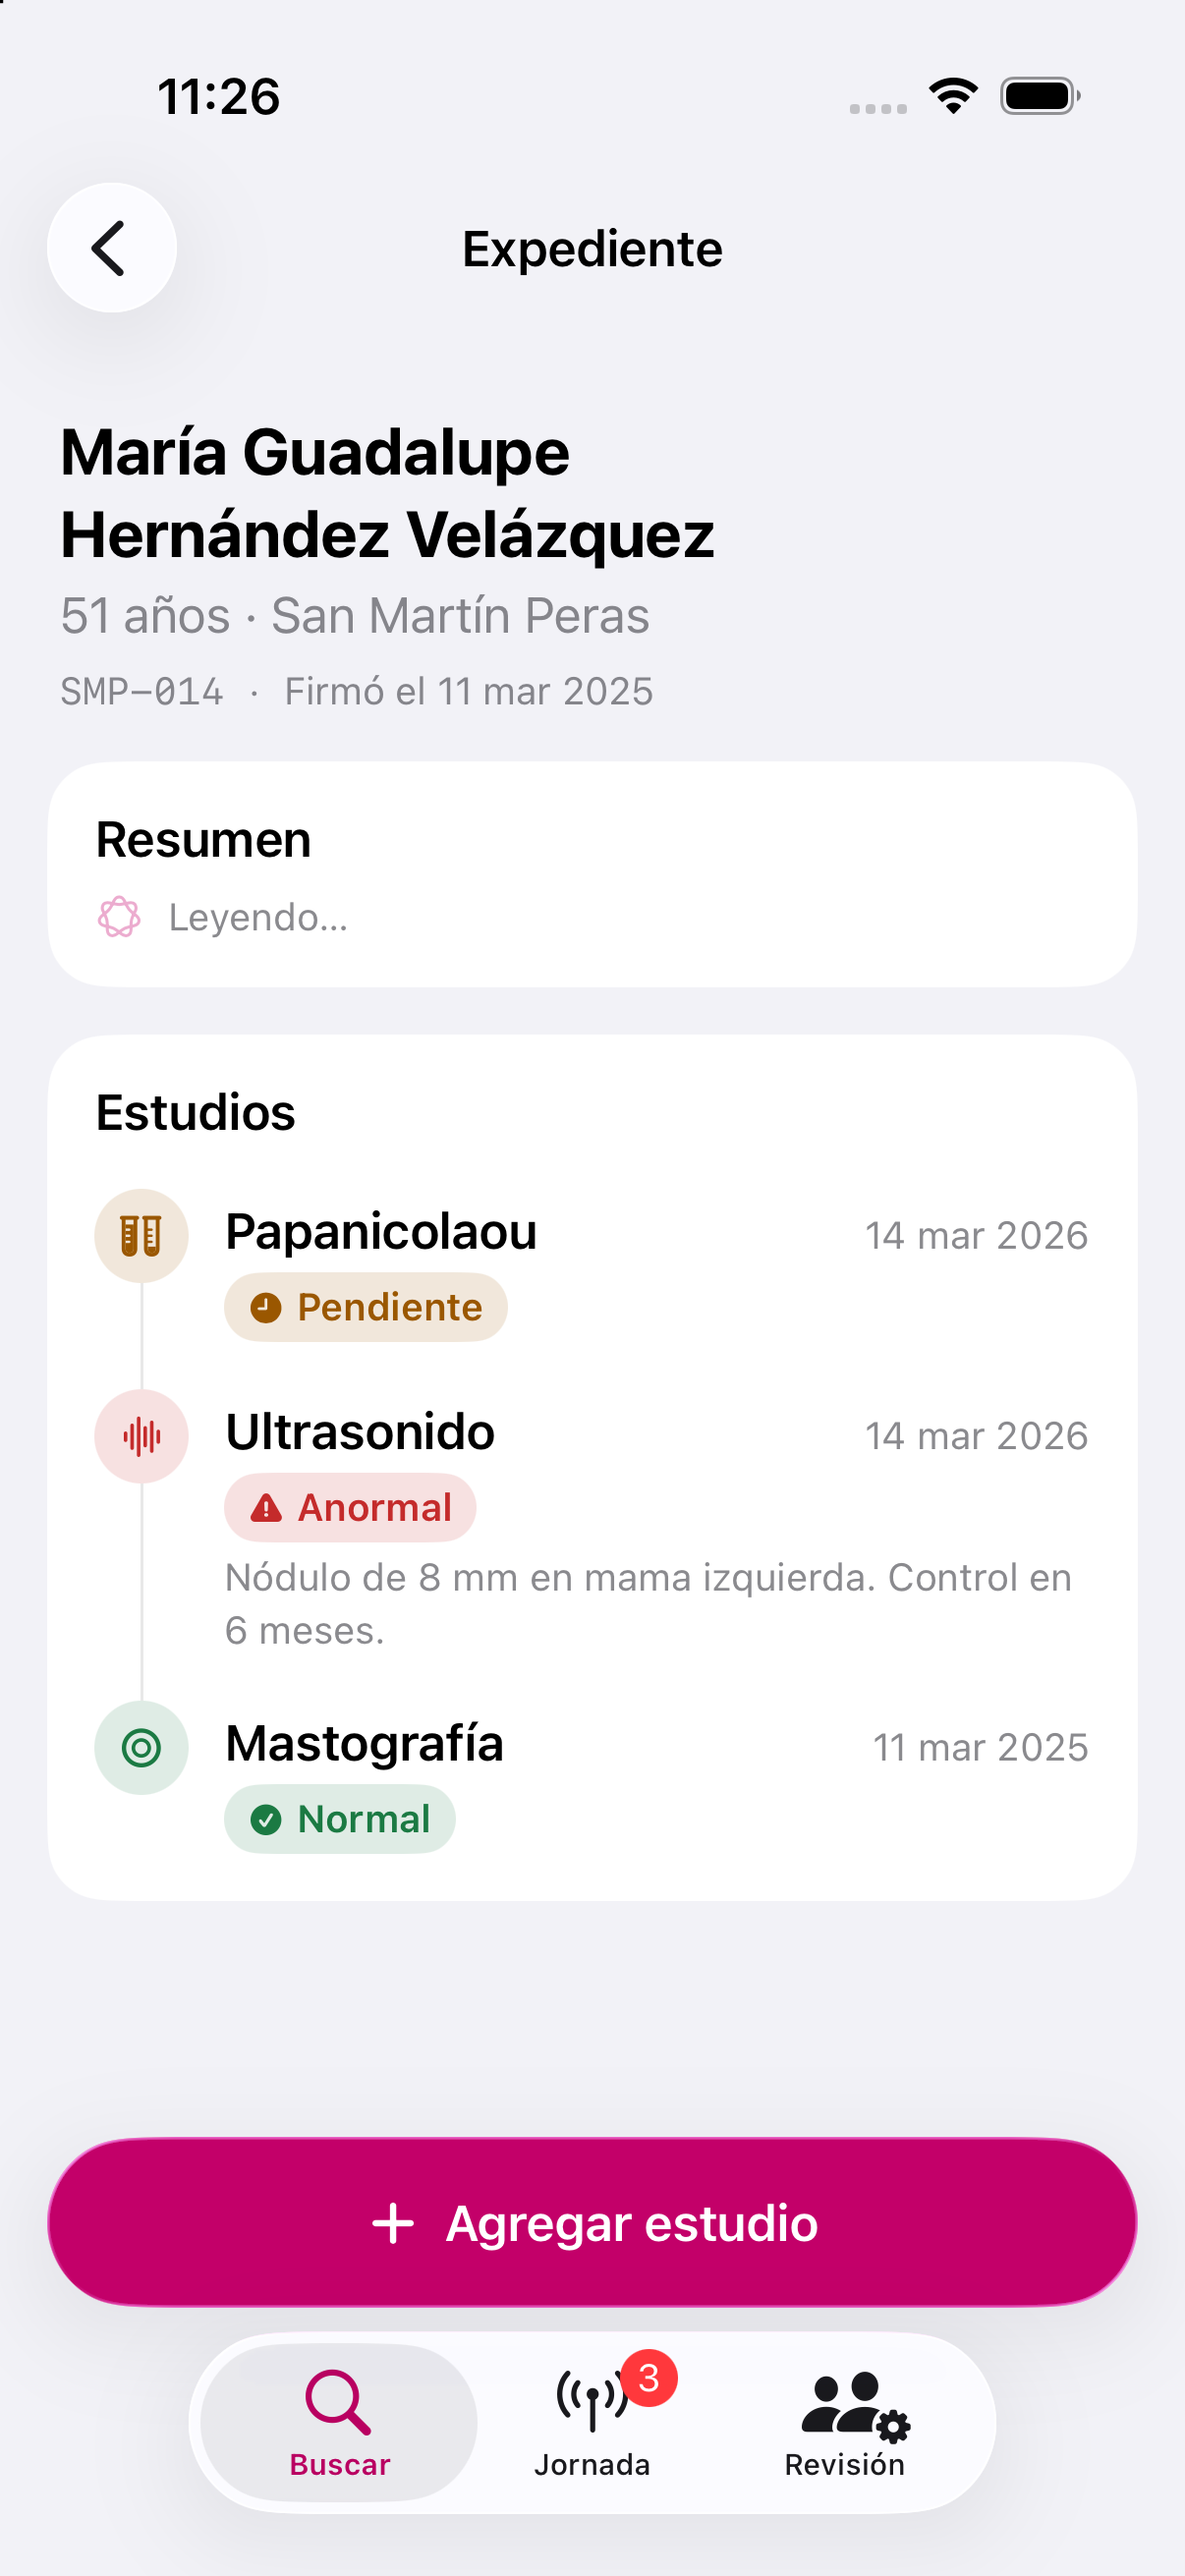 11:26
Expediente
María Guadalupe
Hernández Velázquez
51 años · San Martín Peras
SMP–014 · Firmó el 11 mar 2025
Resumen
Leyendo...
Estudios
Papanicolaou 14 mar 2026
Pendiente
Ultrasonido 14 mar 2026
Anormal
Nódulo de 8 mm en mama izquierda. Control en
6 meses.
Mastografía 11 mar 2025
Normal
+ Agregar estudio
3
Buscar Jornada Revisión